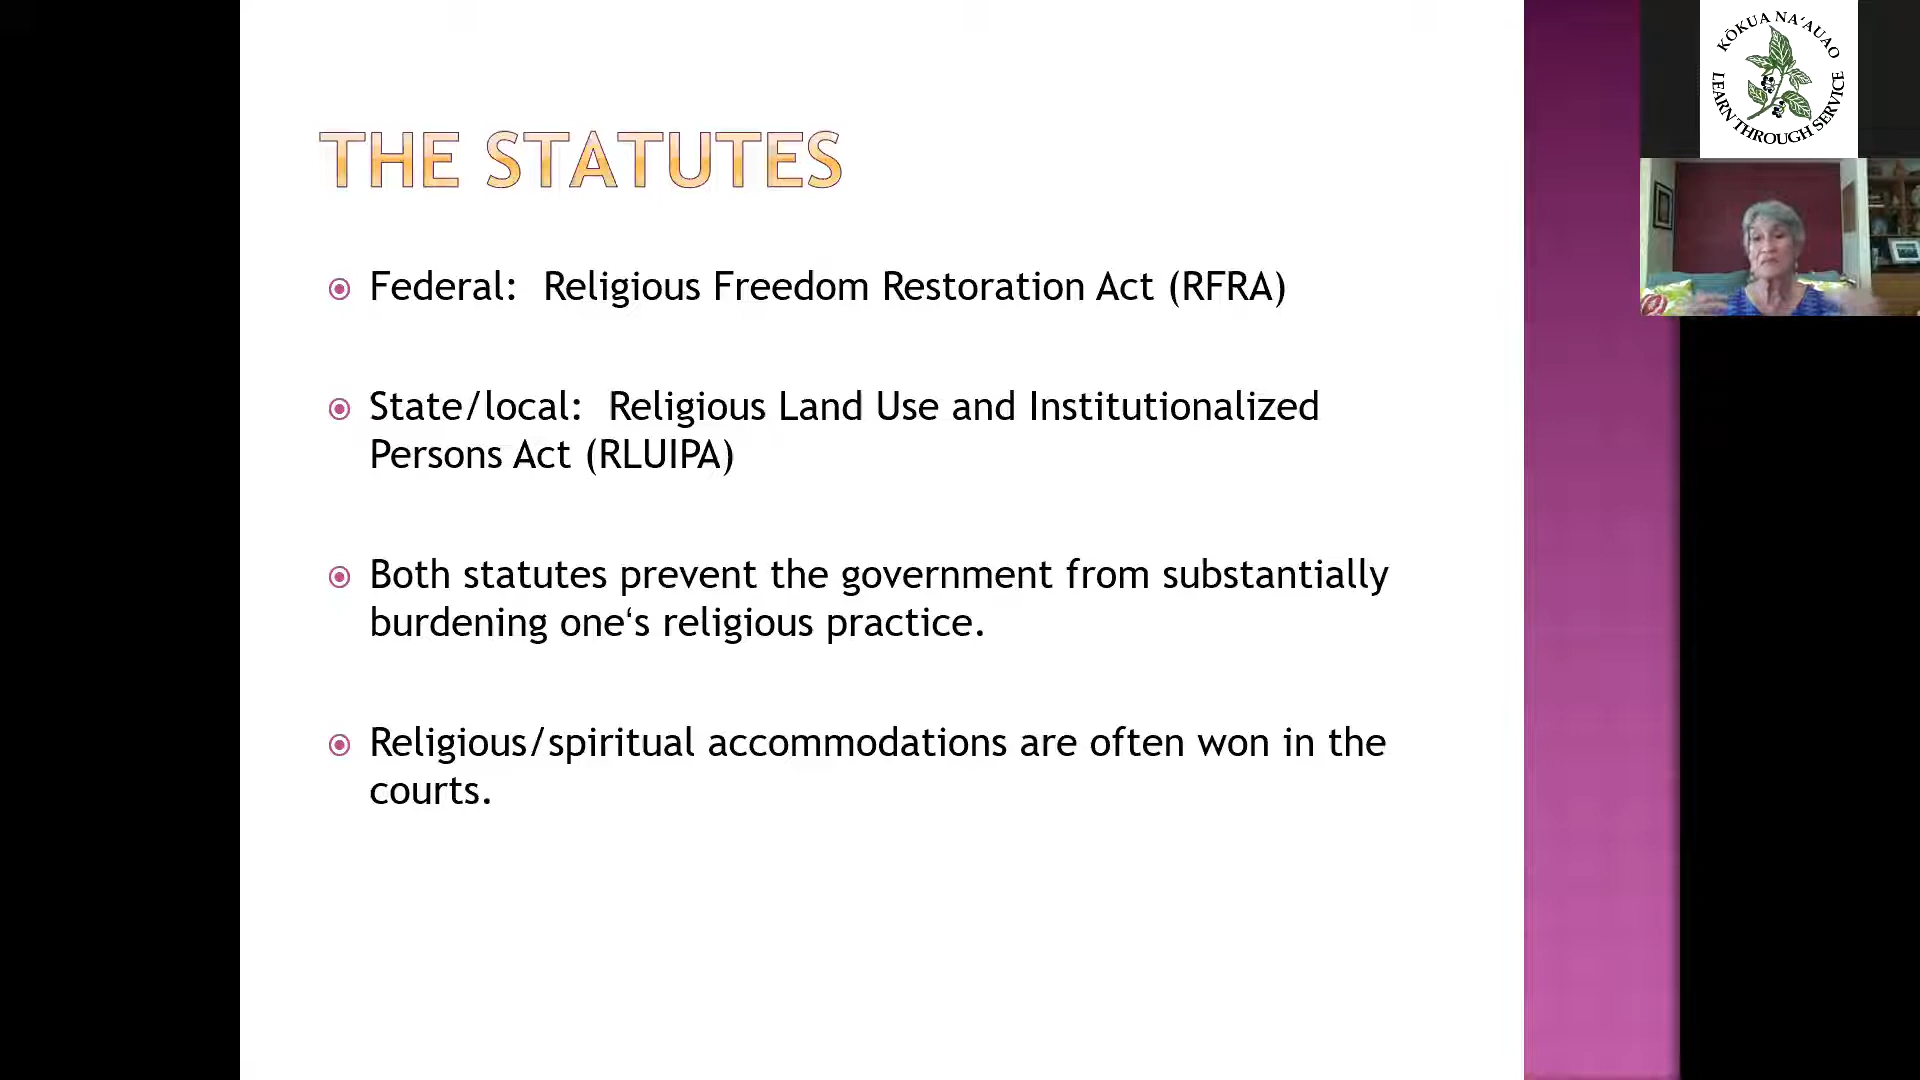 THE STATUTES
Federal: Religious Freedom Restoration Act (RFRA)
State/local: Religious Land Use and Institutionalized
Persons Act (RLUIPA)
Both statutes prevent the government from substantially
burdening one‘s religious practice.
Religious/spiritual accommodations are often won in the
courts.
KŌKUA NA‘AUAO
LEARN THROUGH SERVICE